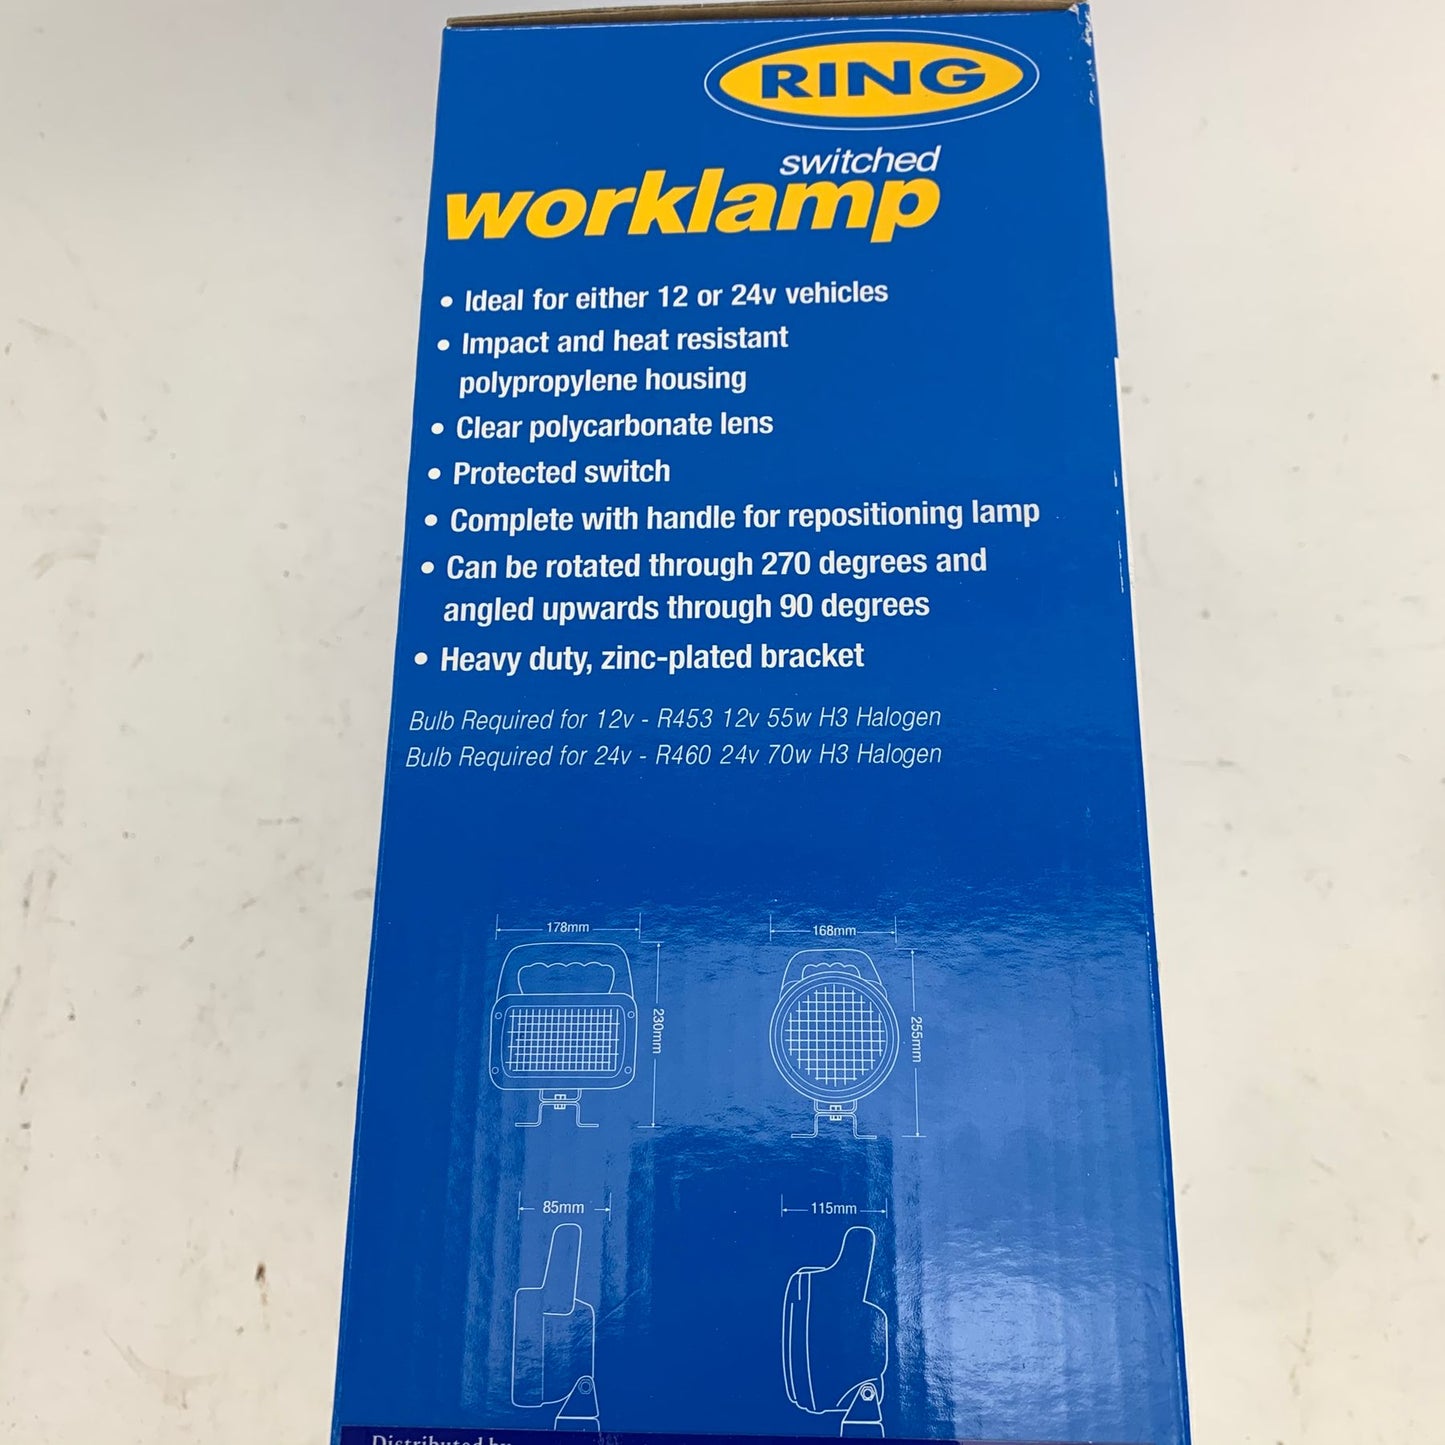 RING
switched
worklamp
• Ideal for either 12 or 24v vehicles
• Impact and heat resistant
polypropylene housing
• Clear polycarbonate lens
• Protected switch
• Complete with handle for repositioning lamp
• Can be rotated through 270 degrees and
angled upwards through 90 degrees
• Heavy duty, zinc-plated bracket
Bulb Required for 12v - R453 12v 55w H3 Halogen
Bulb Required for 24v - R460 24v 70w H3 Halogen
178mm
230mm
168mm
255mm
85mm
115mm
Distributed by